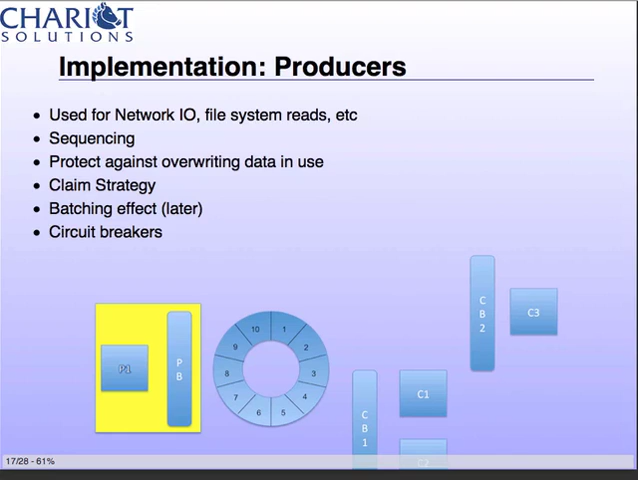 CHARIOT
SOLUTIONS
Implementation: Producers
• Used for Network IO, file system reads, etc
• Sequencing
• Protect against overwriting data in use
• Claim Strategy
• Batching effect (later)
• Circuit breakers
P1
P
B
10
1
9
2
8
3
7
4
6
5
C
B
2
C3
C
B
1
C1
C2
17/28 - 61%